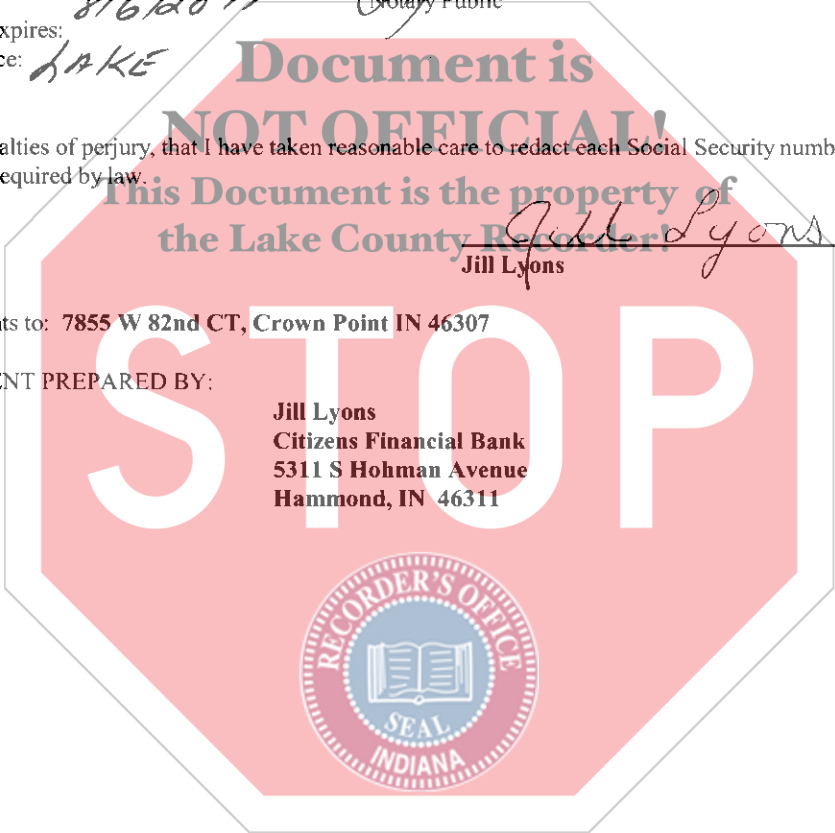 Notary Public
xpires:
ce: LAKE
Document is
NOT OFFICIAL!
alties of perjury, that I have taken reasonable care to redact each Social Security numb
equired by law.
This Document is the property of
the Lake County Recorder!
Jill Lyons
Jill Lyons
ts to: 7855 W 82nd CT, Crown Point IN 46307
ENT PREPARED BY:
STOP
Jill Lyons
Citizens Financial Bank
5311 S Hohman Avenue
Hammond, IN 46311
RECORDER'S OFFICE
SEAL
INDIANA